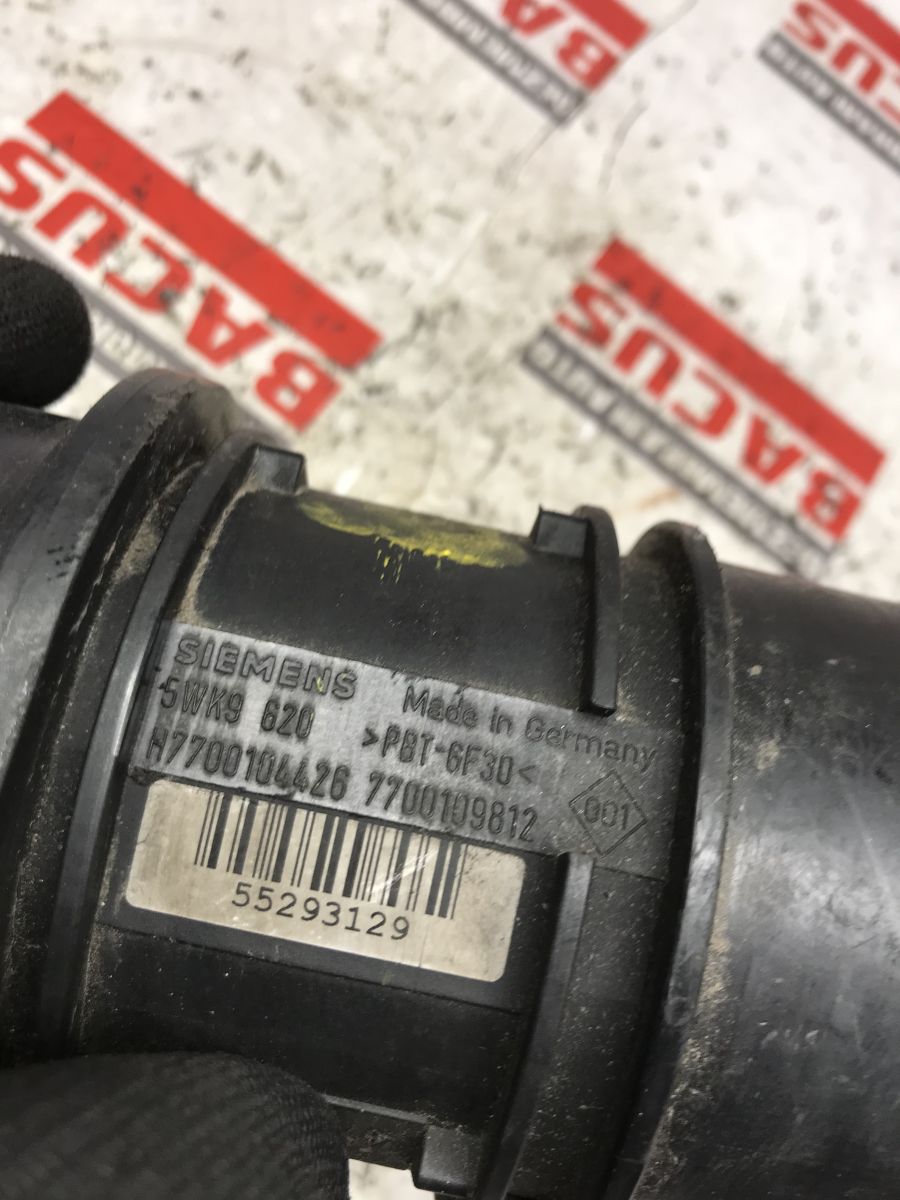 BACUS
BACUS
BACUS
BACUS
SIEMENS Made in Germany
5WK9 620 >PBT-GF30<
H7700104426 7700109812
001
55293129